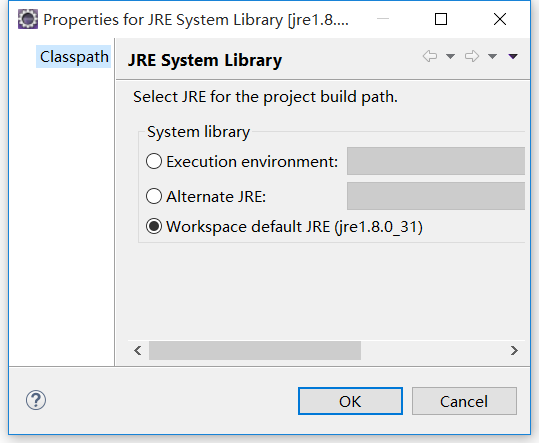 Properties for JRE System Library [jre1.8....
Classpath
JRE System Library
Select JRE for the project build path.
System library
Execution environment:
Alternate JRE:
Workspace default JRE (jre1.8.0_31)
?
OK
Cancel